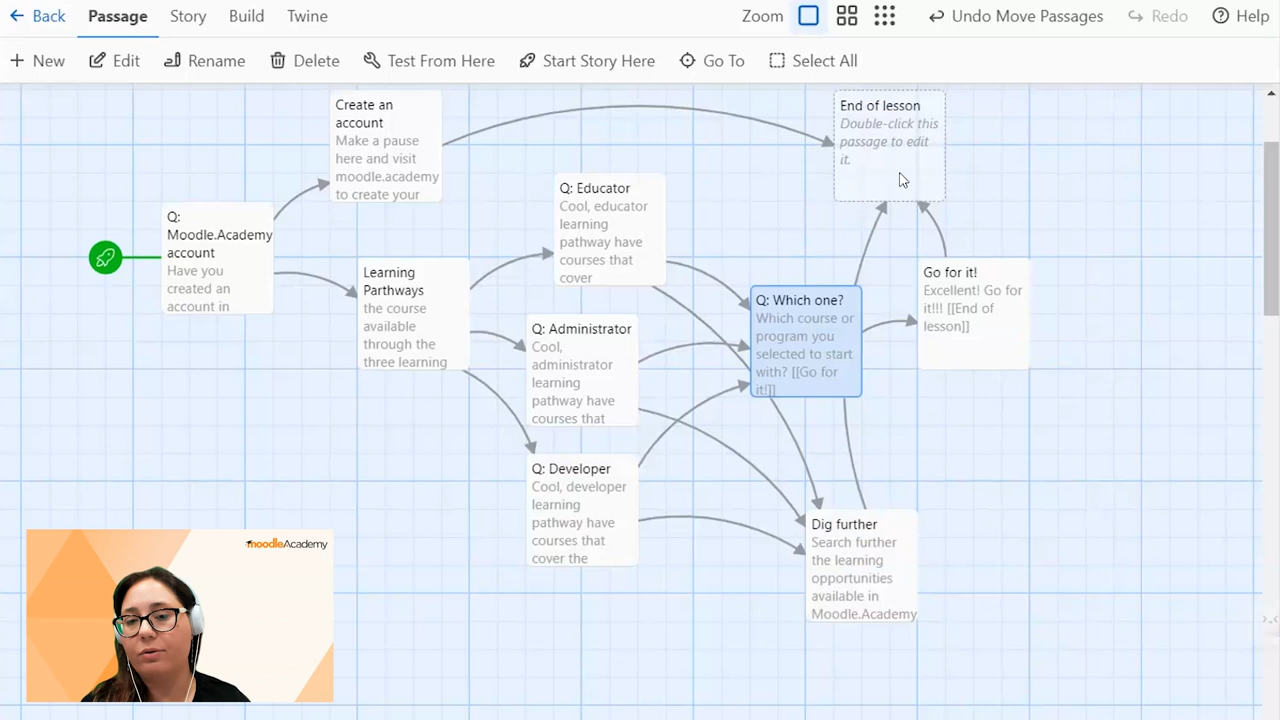 Back
Passage
Story
Build
Twine
Zoom
Undo Move Passages
Redo
Help
New
Edit
Rename
Delete
Test From Here
Start Story Here
Go To
Select All
Create an
account
Make a pause
here and visit
moodle.academy
to create your
End of lesson
Double-click this
passage to edit
it.
Q:
Moodle.Academy
account
Have you
created an
account in
Q: Educator
Cool, educator
learning
pathway have
courses that
cover
Learning
Parthways
the course
available
through the
three learning
Q: Administrator
Cool,
administrator
learning
pathway have
courses that
Q: Which one?
Which course or
program you
selected to start
with? [[Go for
it!]]
Go for it!
Excellent! Go for
it!!! [[End of
lesson]]
Q: Developer
Cool, developer
learning
pathway have
courses that
cover the
Dig further
Search further
the learning
opportunities
available in
Moodle.Academy
moodleAcademy